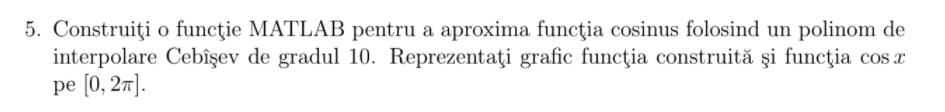 5. Construiţi o funcţie MATLAB pentru a aproxima funcţia cosinus folosind un polinom de
interpolare Cebîşev de gradul 10. Reprezentaţi grafic funcţia construită şi funcţia cos x
pe [0, 2π].